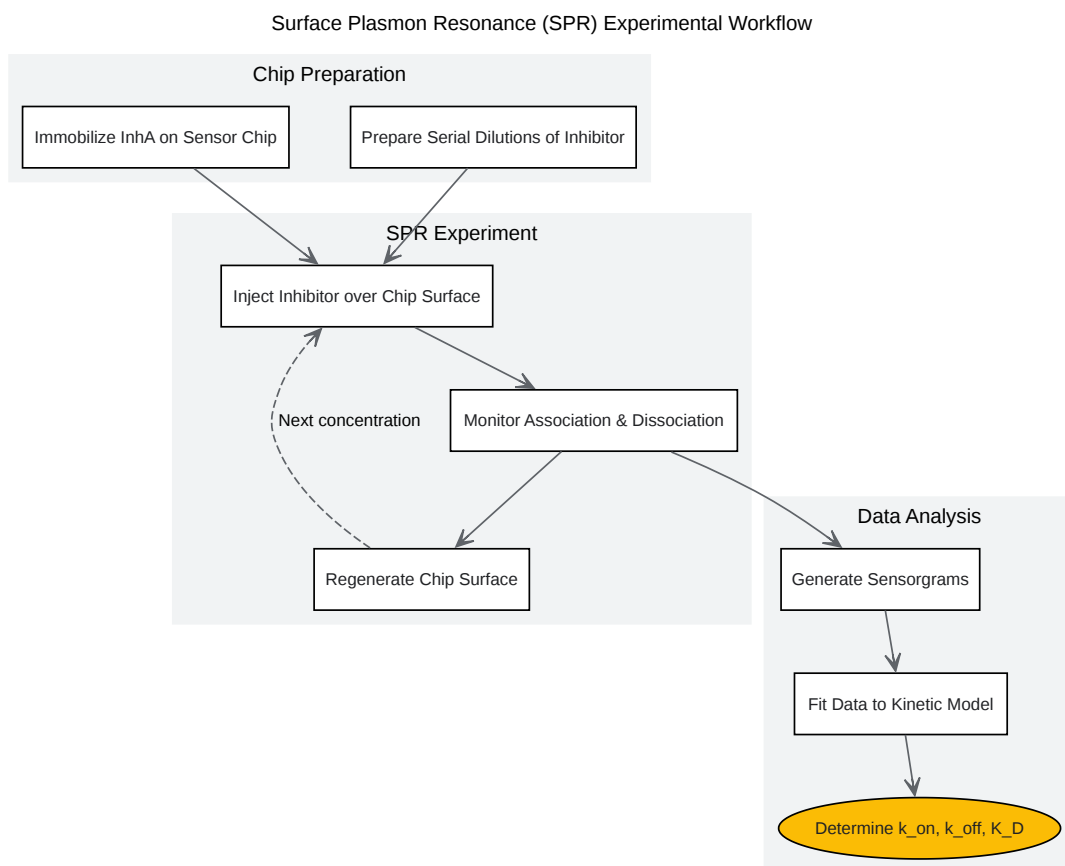 Surface Plasmon Resonance (SPR) Experimental Workflow
Chip Preparation
Immobilize InhA on Sensor Chip
Prepare Serial Dilutions of Inhibitor
SPR Experiment
Inject Inhibitor over Chip Surface
Monitor Association & Dissociation
Next concentration
Regenerate Chip Surface
Data Analysis
Generate Sensorgrams
Fit Data to Kinetic Model
Determine k_on, k_off, K_D